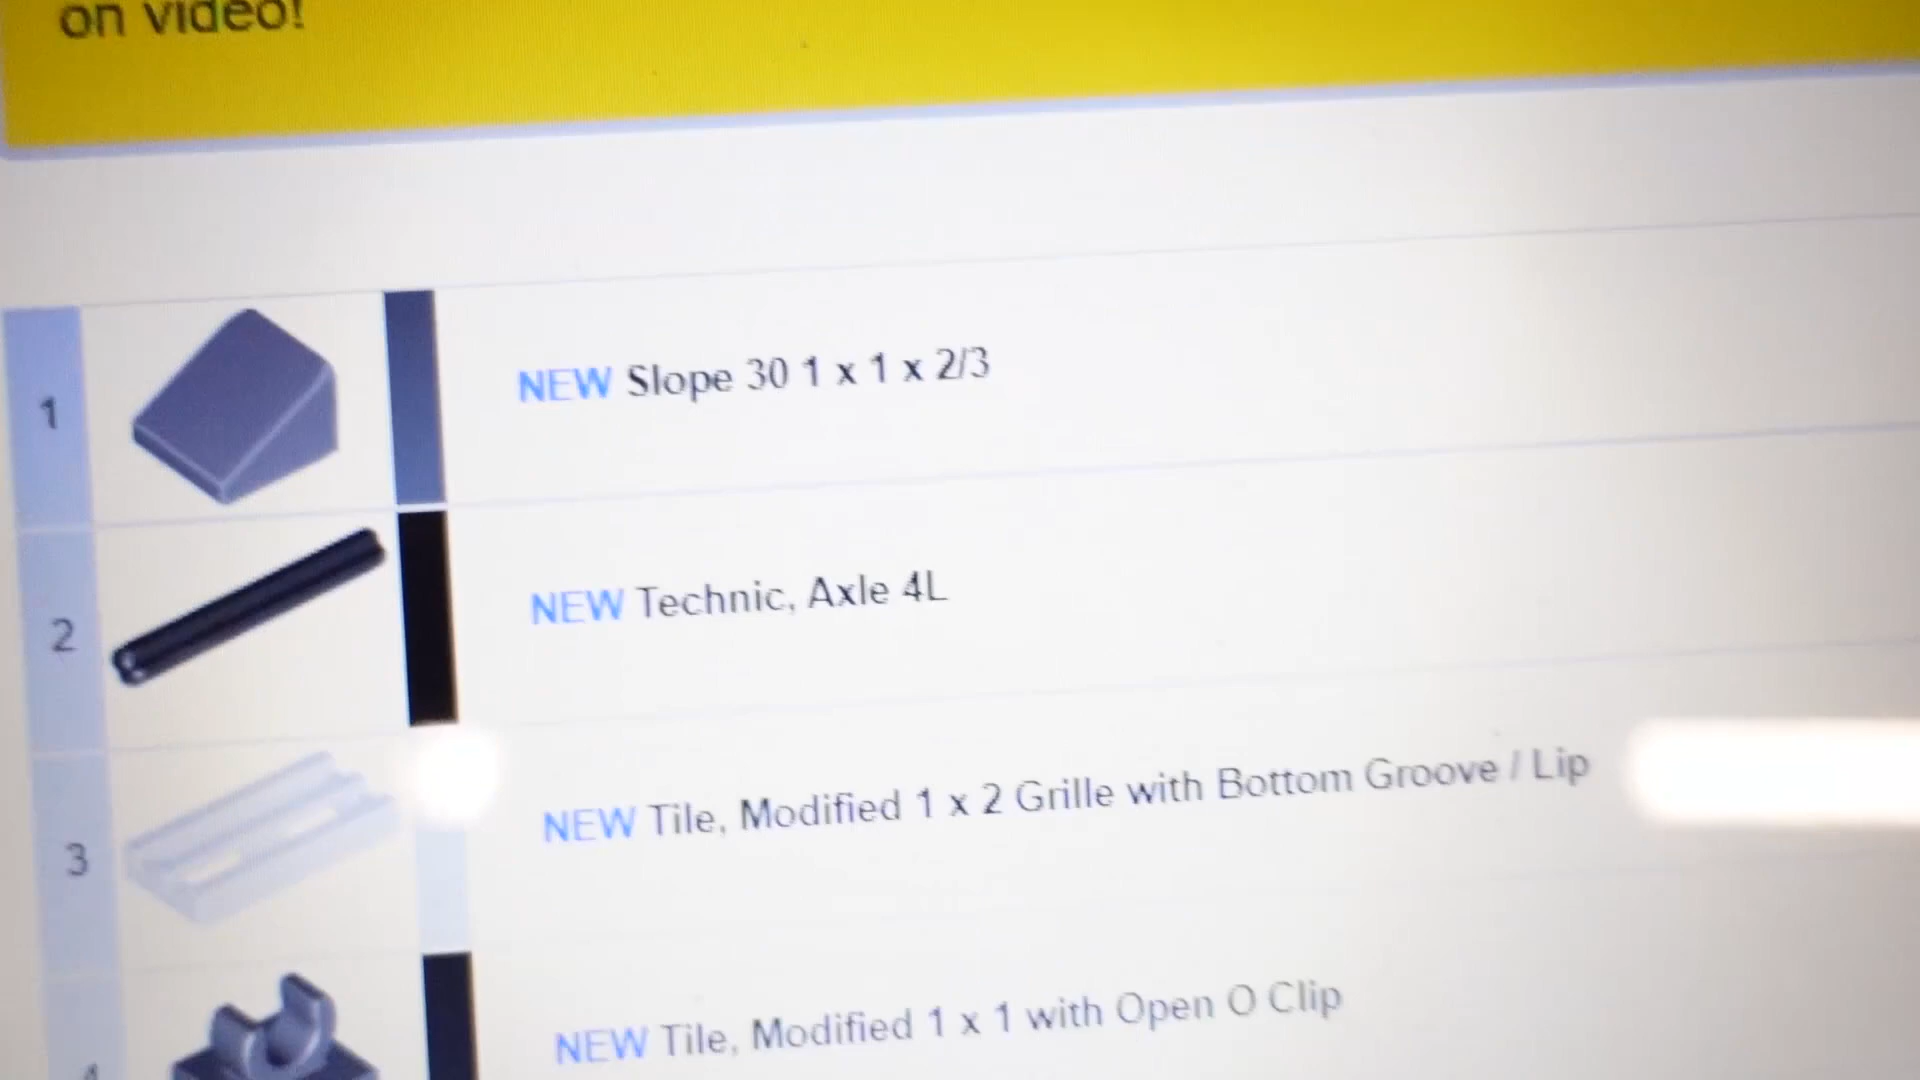 on video!
1
NEW Slope 30 1 x 1 x 2/3
2
NEW Technic, Axle 4L
3
NEW Tile, Modified 1 x 2 Grille with Bottom Groove / Lip
4
NEW Tile, Modified 1 x 1 with Open O Clip